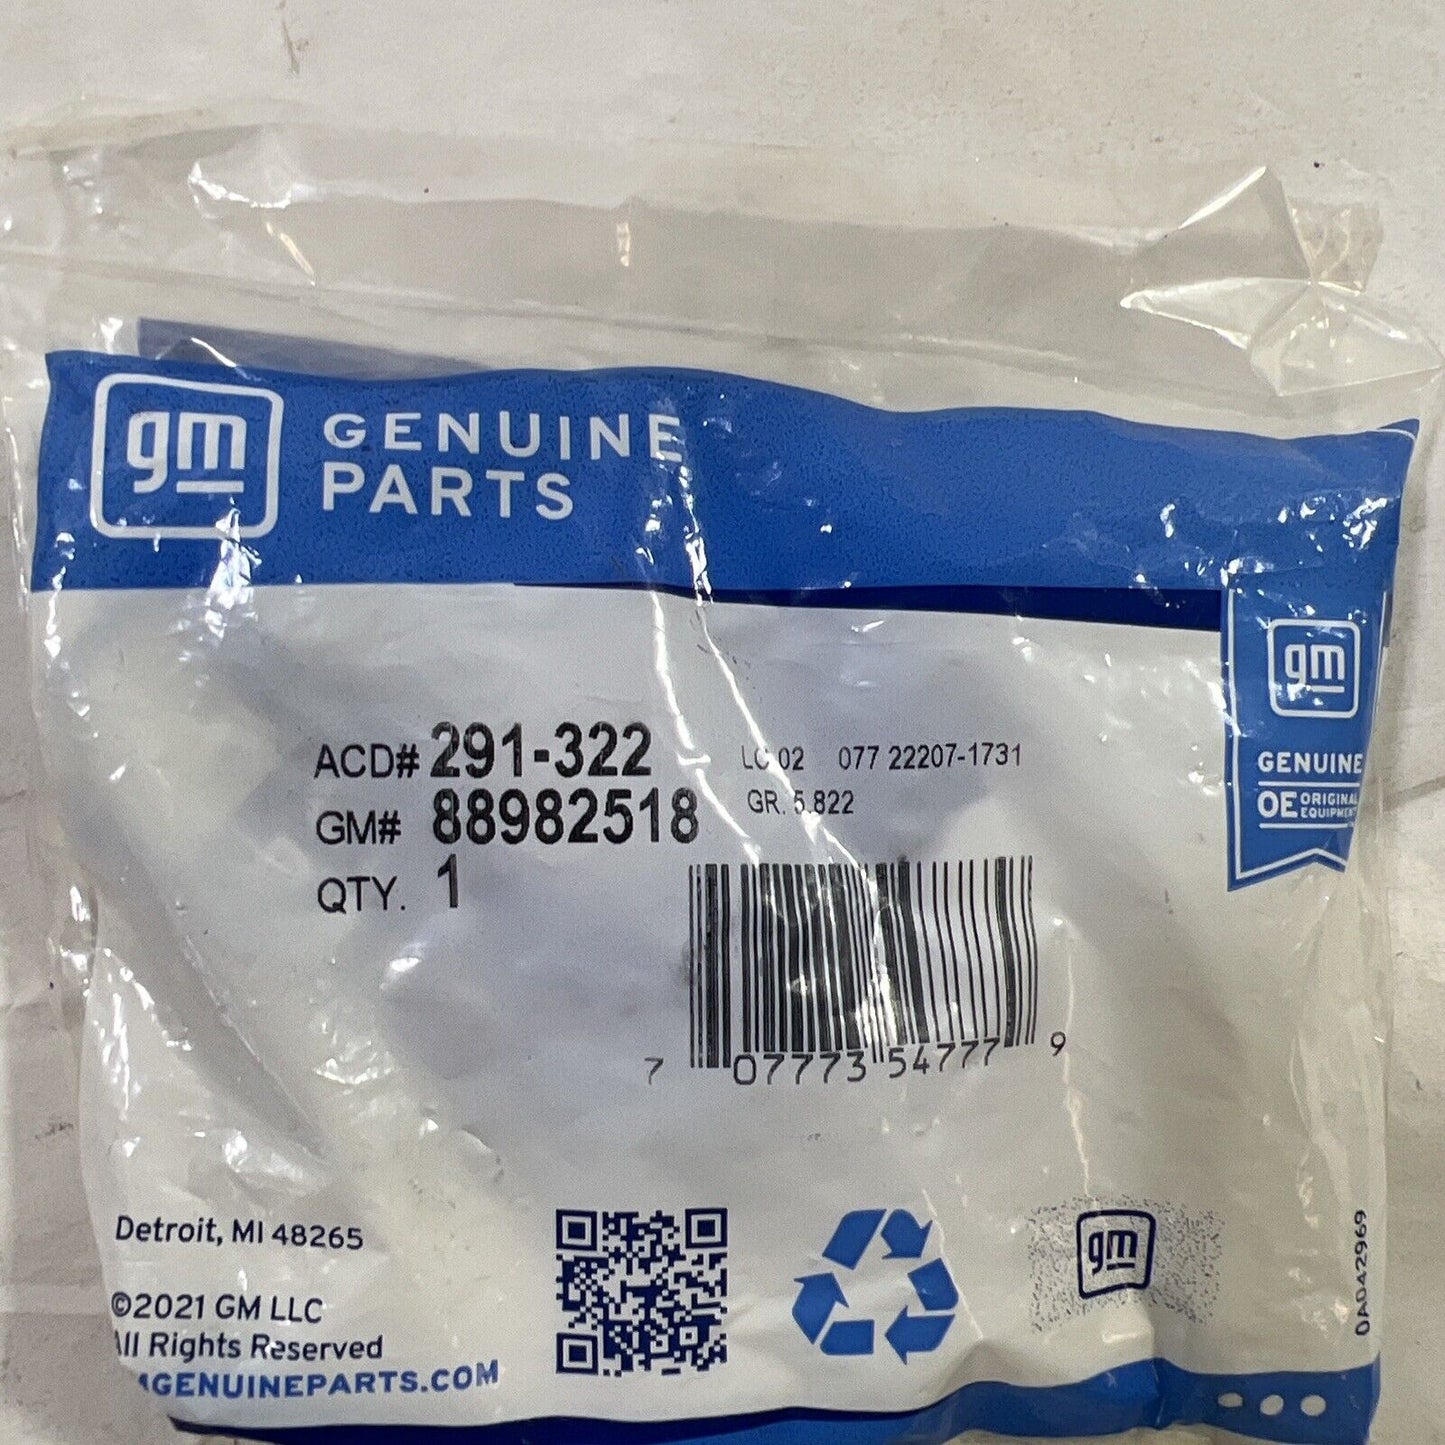 gm GENUINE
PARTS
gm
GENUINE
OE ORIGINAL
EQUIPMENT
ACD# 291-322
LC 02 077 22207-1731
GM# 88982518
GR. 5.822
QTY. 1
7 07773 54777 9
Detroit, MI 48265
©2021 GM LLC
All Rights Reserved
GMGENUINEPARTS.COM
gm
0AD42969